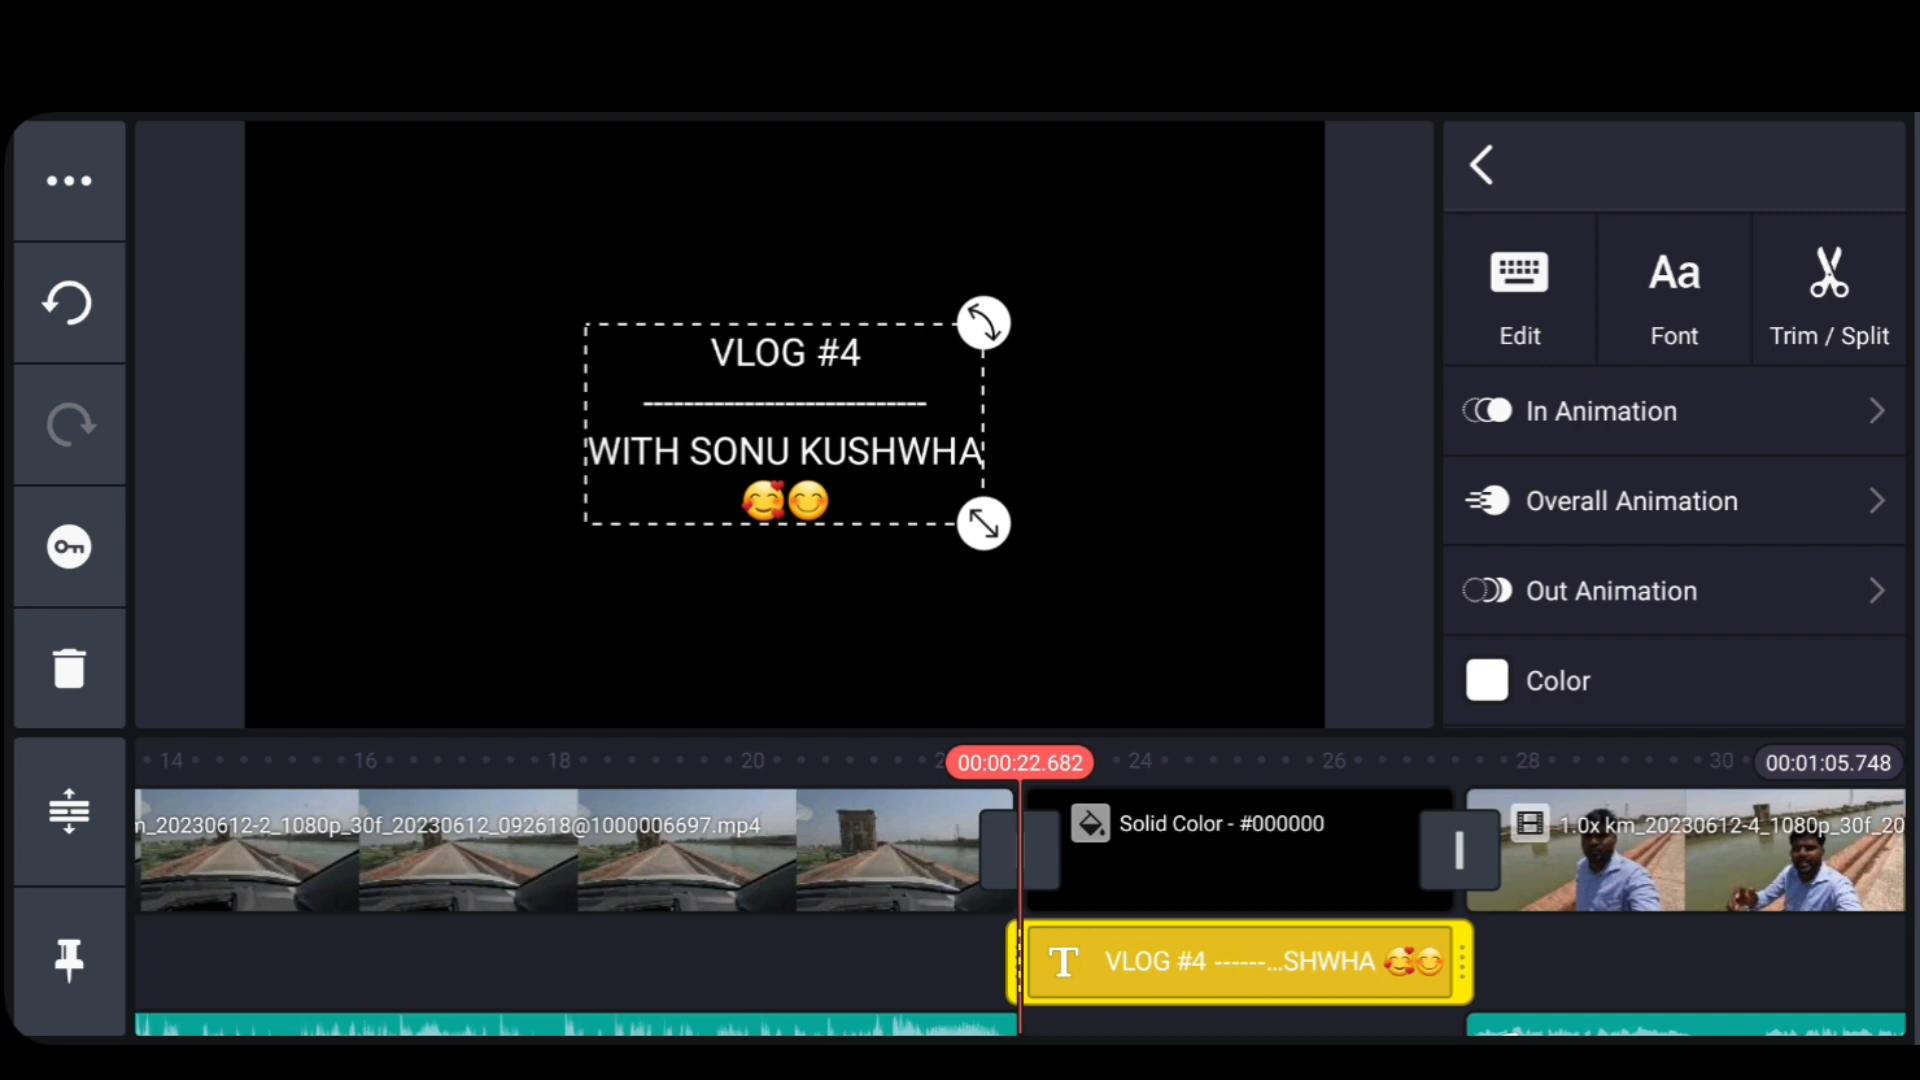 VLOG #4
----------------------------
WITH SONU KUSHWHA
🥰😊
Edit
Aa
Font
Trim / Split
In Animation
Overall Animation
Out Animation
Color
14
16
18
20
00:00:22.682
24
26
28
30
00:01:05.748
_20230612-2_1080p_30f_20230612_092618@1000006697.mp4
Solid Color - #000000
1.0x km_20230612-4_1080p_30f_20
T VLOG #4 ------...SHWHA 🥰😊